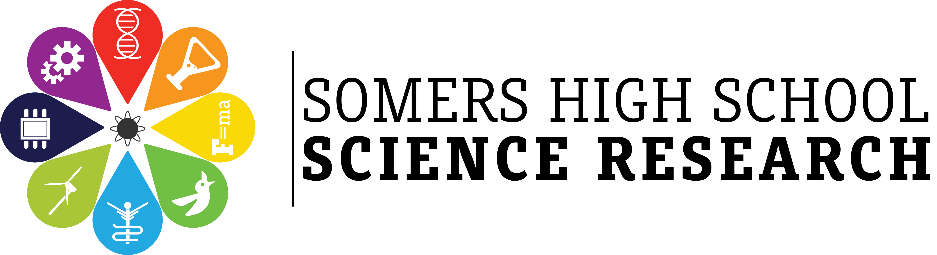 F=ma
SOMERS HIGH SCHOOL
SCIENCE RESEARCH